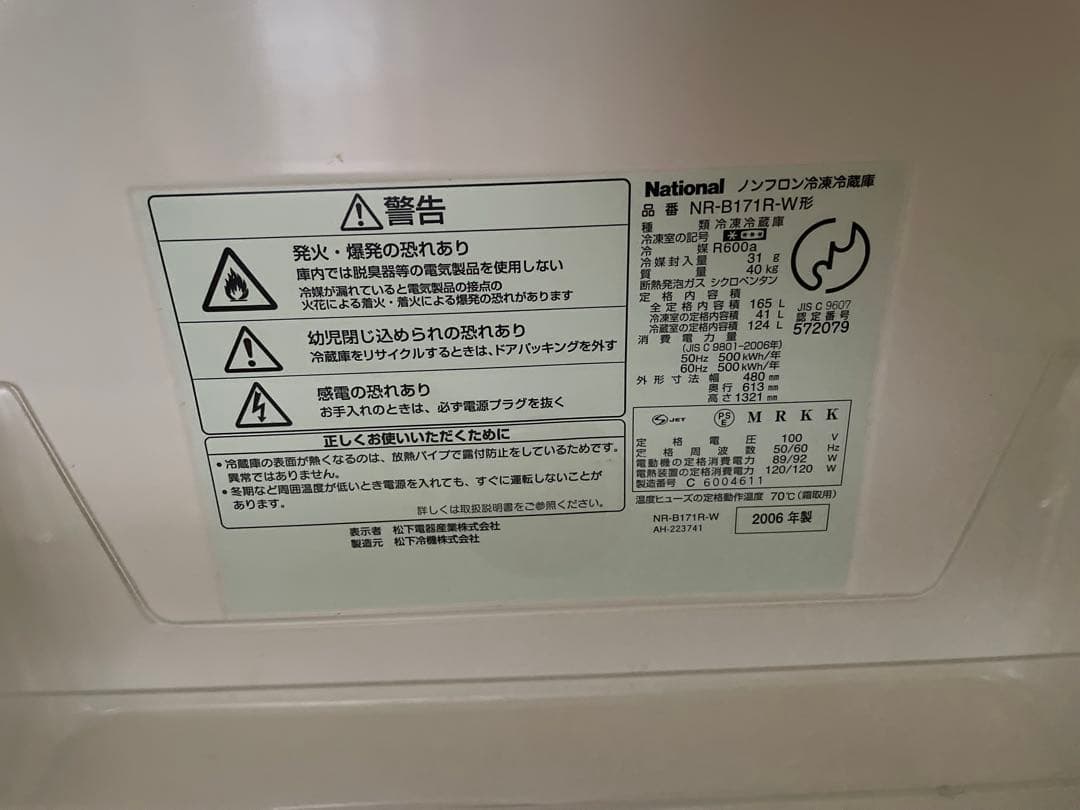 警告
発火・爆発の恐れあり
庫内では脱臭器等の電気製品を使用しない
冷媒が漏れていると電気製品の接点の
火花による着火・着火による爆発の恐れがあります
幼児閉じ込められの恐れあり
冷蔵庫をリサイクルするときは、ドアパッキングを外す
感電の恐れあり
お手入れのときは、必ず電源プラグを抜く
正しくお使いいただくために
・冷蔵庫の表面が熱くなるのは、放熱パイプで露付防止をしているためです。
異常ではありません。
・冬期など周囲温度が低いとき電源を入れても、すぐに運転しないことが
あります。
詳しくは取扱説明書をご参照ください。
表示者 松下電器産業株式会社
製造元 松下冷機株式会社
National ノンフロン冷凍冷蔵庫
品番 NR-B171R-W形
種類 冷凍冷蔵庫
冷凍室の記号 ****
冷媒 R600a
冷媒封入量 31 g
質量 40 kg
断熱発泡ガス シクロペンタン
定格内容積
全定格内容積 165 L
冷凍室の定格内容積 41 L
冷蔵室の定格内容積 124 L
消費電力量
(JIS C 9801-2006年)
50Hz 500 kWh/年
60Hz 500 kWh/年
外形寸法 幅 480 mm
奥行 613 mm
高さ 1321 mm
JIS C 9607
認定番号
572079
S JET PS E M R K K
定格電圧 100 V
定格周波数 50/60 Hz
電動機の定格消費電力 89/92 W
電熱装置の定格消費電力 120/120 W
製造番号 C 6004611
温度ヒューズの定格動作温度 70℃(霜取用)
NR-B171R-W
AH-223741
2006 年製